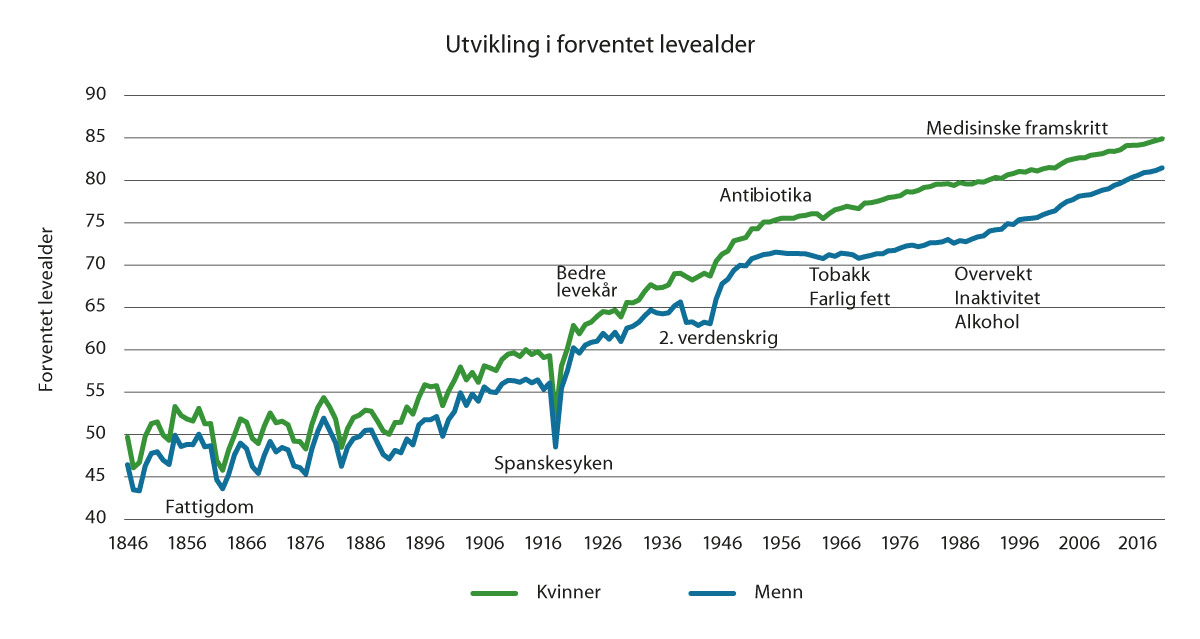 Utvikling i forventet levealder
Forventet levealder
90
85
80
75
70
65
60
55
50
45
40
Medisinske framskritt
Antibiotika
Bedre
levekår
Tobakk
Farlig fett
Overvekt
Inaktivitet
Alkohol
2. verdenskrig
Spanskesyken
Fattigdom
1846 1856 1866 1876 1886 1896 1906 1916 1926 1936 1946 1956 1966 1976 1986 1996 2006 2016
Kvinner Menn